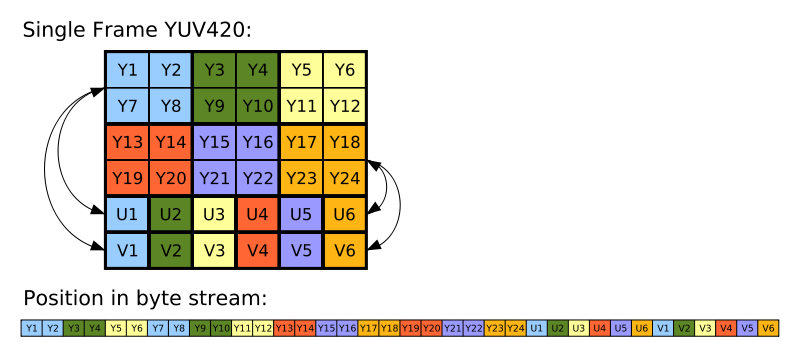 Single Frame YUV420:
Y1 Y2 Y3 Y4 Y5 Y6
Y7 Y8 Y9 Y10 Y11 Y12
Y13 Y14 Y15 Y16 Y17 Y18
Y19 Y20 Y21 Y22 Y23 Y24
U1 U2 U3 U4 U5 U6
V1 V2 V3 V4 V5 V6
Position in byte stream:
Y1 Y2 Y3 Y4 Y5 Y6 Y7 Y8 Y9 Y10 Y11 Y12 Y13 Y14 Y15 Y16 Y17 Y18 Y19 Y20 Y21 Y22 Y23 Y24 U1 U2 U3 U4 U5 U6 V1 V2 V3 V4 V5 V6